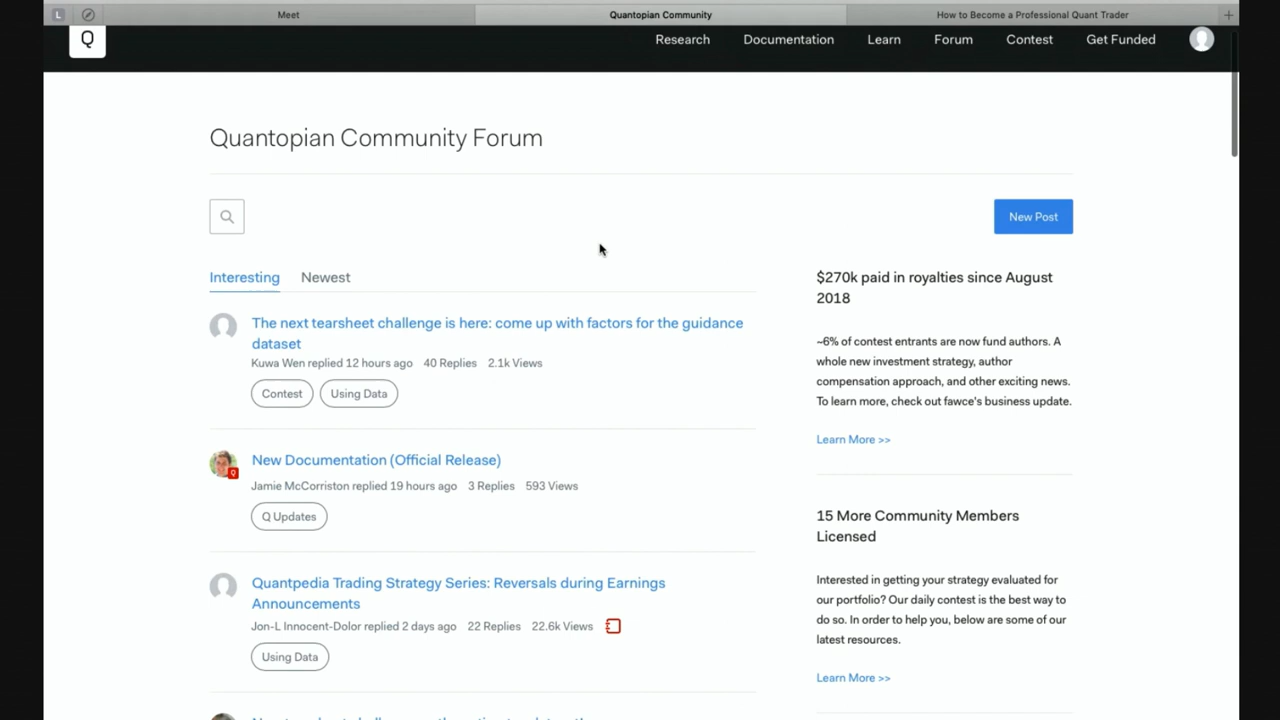 L
Meet
Quantopian Community
How to Become a Professional Quant Trader
+
Q
Research
Documentation
Learn
Forum
Contest
Get Funded
Quantopian Community Forum
New Post
Interesting
Newest
The next tearsheet challenge is here: come up with factors for the guidance
dataset
Kuwa Wen replied 12 hours ago 40 Replies 2.1k Views
Contest
Using Data
New Documentation (Official Release)
Q
Jamie McCorriston replied 19 hours ago 3 Replies 593 Views
Q Updates
Quantpedia Trading Strategy Series: Reversals during Earnings
Announcements
Jon-L Innocent-Dolor replied 2 days ago 22 Replies 22.6k Views
Using Data
$270k paid in royalties since August
2018
~6% of contest entrants are now fund authors. A
whole new investment strategy, author
compensation approach, and other exciting news.
To learn more, check out fawce's business update.
Learn More >>
15 More Community Members
Licensed
Interested in getting your strategy evaluated for
our portfolio? Our daily contest is the best way to
do so. In order to help you, below are some of our
latest resources.
Learn More >>